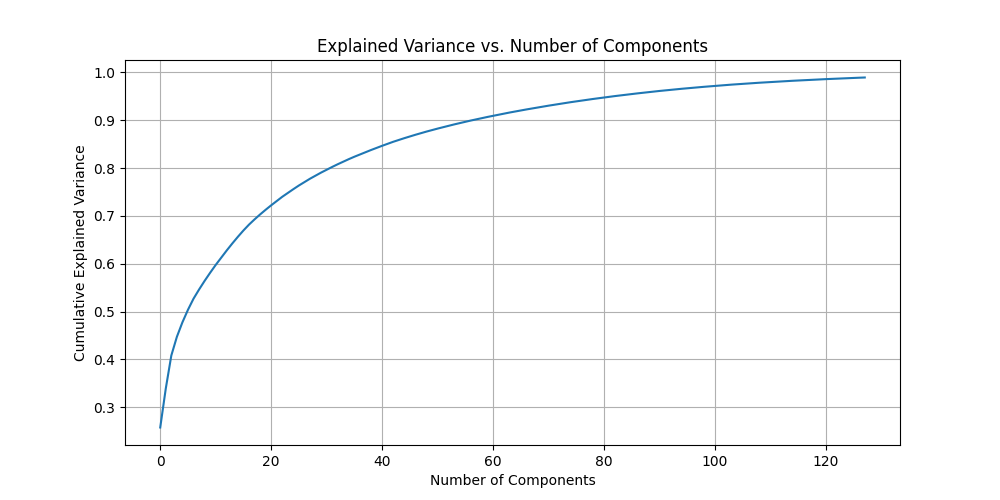 Explained Variance vs. Number of Components
Cumulative Explained Variance
1.0
0.9
0.8
0.7
0.6
0.5
0.4
0.3
0 20 40 60 80 100 120
Number of Components